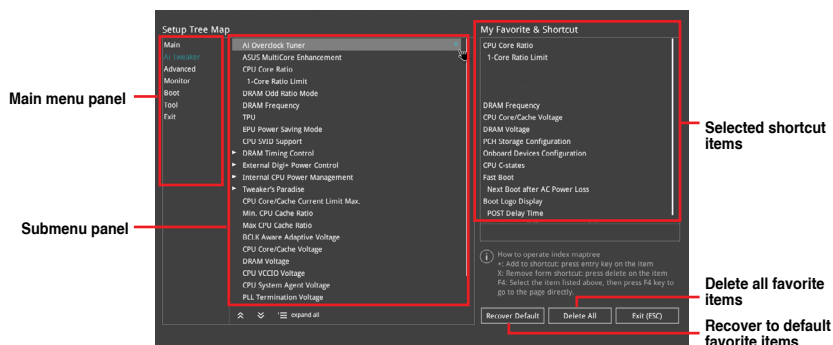 Setup Tree Map
My Favorite & Shortcut
Main
Ai Tweaker
Advanced
Monitor
Boot
Tool
Exit
AI Overclock Tuner
ASUS MultiCore Enhancement
CPU Core Ratio
1-Core Ratio Limit
DRAM Odd Ratio Mode
DRAM Frequency
TPU
EPU Power Saving Mode
CPU SVID Support
DRAM Timing Control
External Digi+ Power Control
Internal CPU Power Management
Tweaker's Paradise
CPU Core/Cache Current Limit Max.
Min. CPU Cache Ratio
Max CPU Cache Ratio
BCLK Aware Adaptive Voltage
CPU Core/Cache Voltage
DRAM Voltage
CPU VCCIO Voltage
CPU System Agent Voltage
PLL Termination Voltage
expand all
CPU Core Ratio
1-Core Ratio Limit
DRAM Frequency
CPU Core/Cache Voltage
DRAM Voltage
PCH Storage Configuration
Onboard Devices Configuration
CPU C-states
Fast Boot
Next Boot after AC Power Loss
Boot Logo Display
POST Delay Time
How to operate index maptree
+: Add to shortcut: press entry key on the item
X: Remove form shortcut: press delete on the item
F4: Select the item listed above, then press F4 key to
go to the page directly.
Recover Default
Delete All
Exit (ESC)
Main menu panel
Submenu panel
Selected shortcut
items
Delete all favorite
items
Recover to default
favorite items